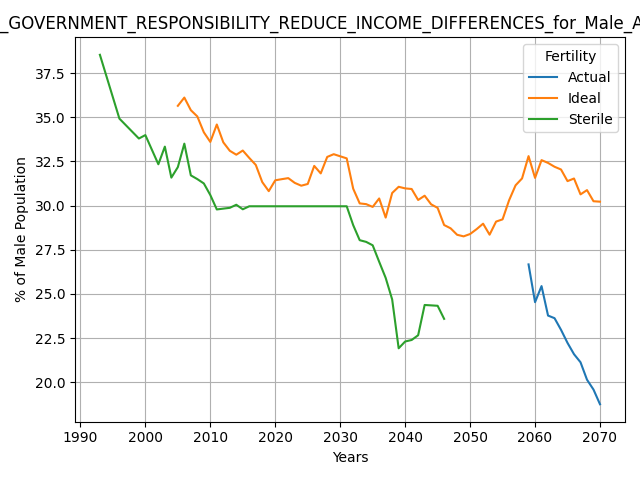 _GOVERNMENT_RESPONSIBILITY_REDUCE_INCOME_DIFFERENCES_for_Male_A
Fertility
Actual
Ideal
Sterile
% of Male Population
37.5
35.0
32.5
30.0
27.5
25.0
22.5
20.0
1990 2000 2010 2020 2030 2040 2050 2060 2070
Years